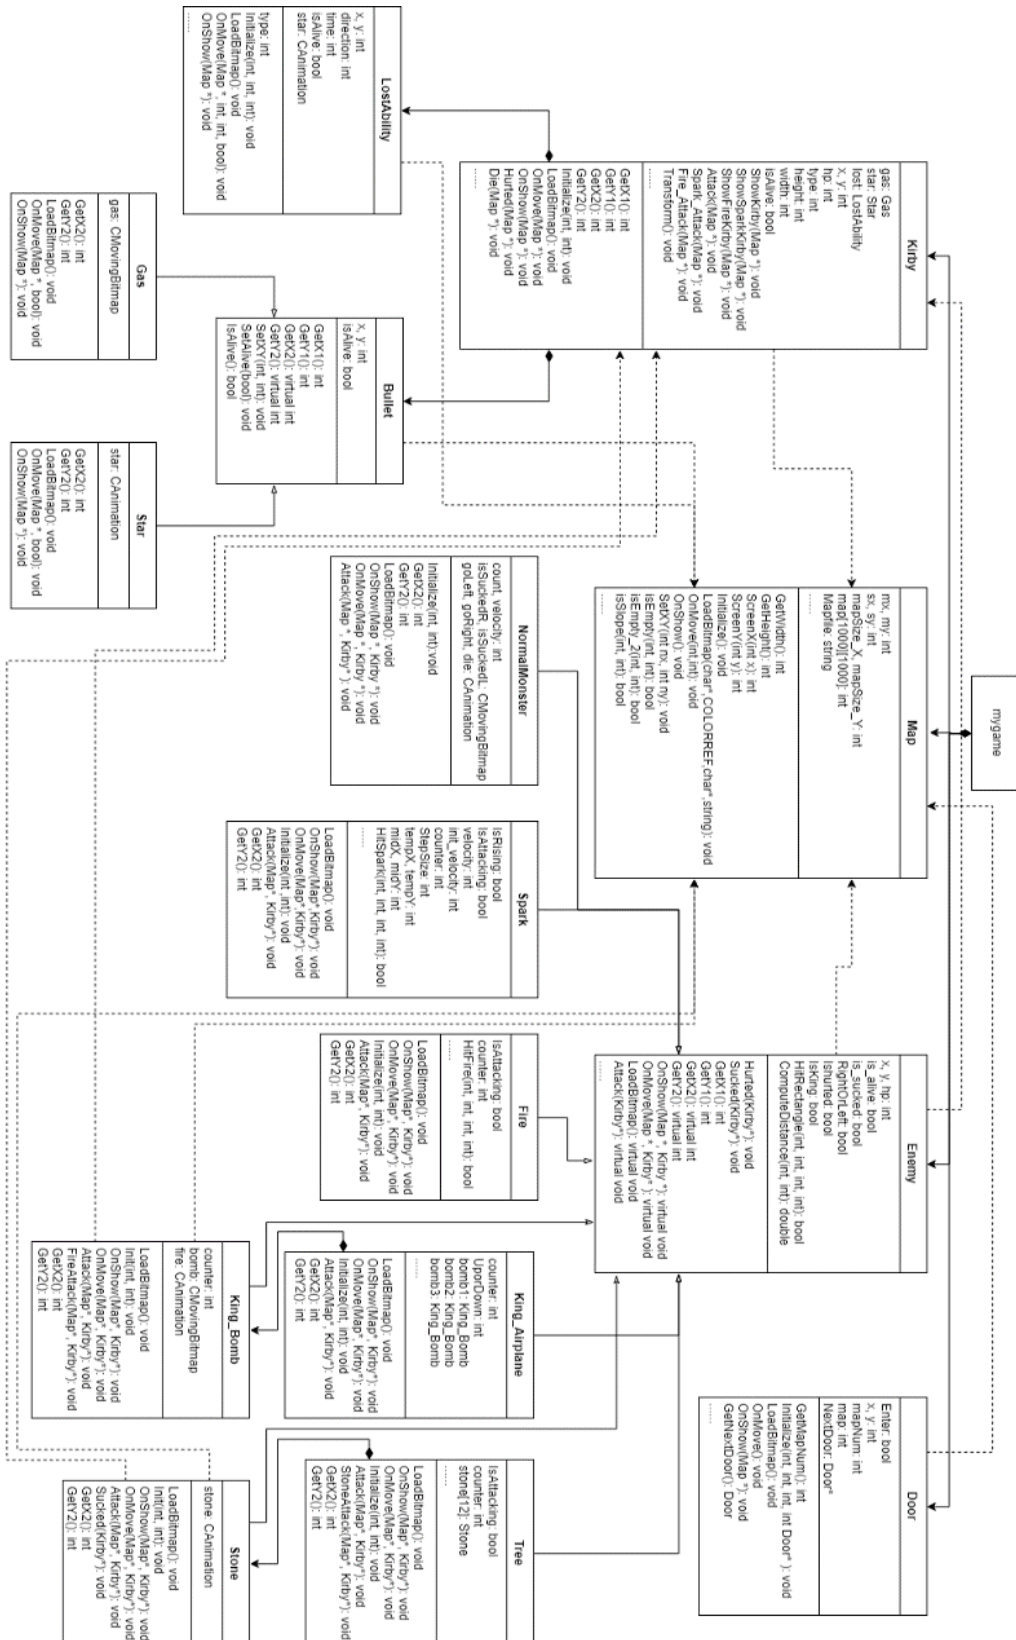 mygame
Kirby
gas: Gas
star: Star
lost: LostAbility
x, y: int
hp: int
type: int
height: int
width: int
isAlive: bool
ShowKirby(Map *): void
ShowSparkKirby(Map *): void
ShowFireKirby(Map *): void
Attack(Map *): void
Spark_Attack(Map *): void
Fire_Attack(Map *): void
Transform(): void
......
GetX1(): int
GetY1(): int
GetX2(): int
GetY2(): int
Initialize(int, int): void
LoadBitmap(): void
OnMove(Map *): void
OnShow(Map *): void
Hurted(Map *): void
Die(Map *): void
......
Map
mx, my: int
sx, sy: int
mapSize_X, mapSize_Y: int
map[1000][1000]: int
Mapfile: string
......
GetWidth(): int
GetHeight(): int
ScreenX(int x): int
ScreenY(int y): int
Initialize(): void
LoadBitmap(char*,COLORREF,char*,string): void
OnMove(int,int): void
OnShow(): void
SetXY(int nx, int ny): void
isEmpty(int, int): bool
isEmpty_2(int, int): bool
isSlope(int, int): bool
......
Enemy
x, y, hp: int
is_alive: bool
is_sucked: bool
RightOrLeft: bool
Ishurted: bool
IsKing: bool
HitRectangle(int, int, int, int): bool
ComputeDistance(int, int): double
Hurted(Kirby*): void
Sucked(Kirby*): void
GetX1(): int
GetY1(): int
GetX2(): virtual int
GetY2(): virtual int
OnShow(Map *, Kirby *): virtual void
OnMove(Map *, Kirby* ): virtual void
LoadBitmap(): virtual void
Attack(Kirby*): virtual void
......
Door
Enter: bool
x, y: int
mapNum: int
map: int
NextDoor: Door*
GetMapNum(): int
Initialize(int, int, int, int Door* ): void
LoadBitmap(): void
OnMove(): void
OnShow(Map *): void
GetNextDoor(): Door
......
LostAbility
x, y: int
direction: int
time: int
isAlive: bool
star: CAnimation
type: int
Initialize(int, int, int): void
LoadBitmap(): void
OnMove(Map *, int, int, bool): void
OnShow(Map *): void
......
Bullet
x, y: int
isAlive: bool
GetX1(): int
GetY1(): int
GetX2(): virtual int
GetY2(): virtual int
SetXY(int, int): void
SetAlive(bool): void
IsAlive(): bool
NormalMonster
count, velocity: int
isSuckedR, isSuckedL: CMovingBitmap
goLeft, goRight, die: CAnimation
Initialize(int, int):void
GetX2(): int
GetY2(): int
LoadBitmap(): void
OnShow(Map *, Kirby *): void
OnMove(Map *, Kirby *): void
Attack(Map *, Kirby* ): void
Spark
IsRising: bool
IsAttacking: bool
velocity: int
init_velocity: int
counter: int
StepSize: int
tempX, tempY: int
midX, midY: int
HitSpark(int, int, int, int): bool
......
LoadBitmap(): void
OnShow(Map*,Kirby*): void
OnMove(Map*,Kirby*): void
Initialize(int ,int): void
Attack(Map*, Kirby*): void
GetX2(): int
GetY2(): int
Fire
IsAttacking: bool
counter: int
HitFire(int, int, int, int): bool
......
LoadBitmap(): void
OnShow(Map*, Kirby*): void
OnMove(Map*, Kirby*): void
Initialize(int, int): void
Attack(Map*, Kirby*): void
GetX2(): int
GetY2(): int
King_Airplane
counter: int
UporDown: int
bomb1: King_Bomb
bomb2: King_Bomb
bomb3: King_Bomb
......
LoadBitmap(): void
OnShow(Map*, Kirby*): void
OnMove(Map*, Kirby*): void
Initialize(int, int): void
Attack(Map*, Kirby*): void
GetX2(): int
GetY2(): int
Tree
IsAttacking: bool
counter: int
stone[12]: Stone
......
LoadBitmap(): void
OnShow(Map*, Kirby*): void
OnMove(Map*, Kirby*): void
Initialize(int, int): void
Attack(Map*, Kirby*): void
StoneAttack(Map*, Kirby*): void
GetX2(): int
GetY2(): int
Gas
gas: CMovingBitmap
GetX2(): int
GetY2(): int
LoadBitmap(): void
OnMove(Map *, bool): void
OnShow(Map *): void
Star
star: CAnimation
GetX2(): int
GetY2(): int
LoadBitmap(): void
OnMove(Map *, bool): void
OnShow(Map *): void
King_Bomb
counter: int
bomb: CMovingBitmap
fire: CAnimation
LoadBitmap(): void
Init(int, int): void
OnShow(Map*, Kirby*): void
OnMove(Map*, Kirby*): void
Attack(Map*, Kirby*): void
FireAttack(Map*, Kirby*): void
GetX2(): int
GetY2(): int
Stone
stone: CAnimation
LoadBitmap(): void
Init(int, int): void
OnShow(Map*, Kirby*): void
OnMove(Map*, Kirby*): void
Attack(Map*, Kirby*): void
Sucked(Kirby*): void
GetX2(): int
GetY2(): int